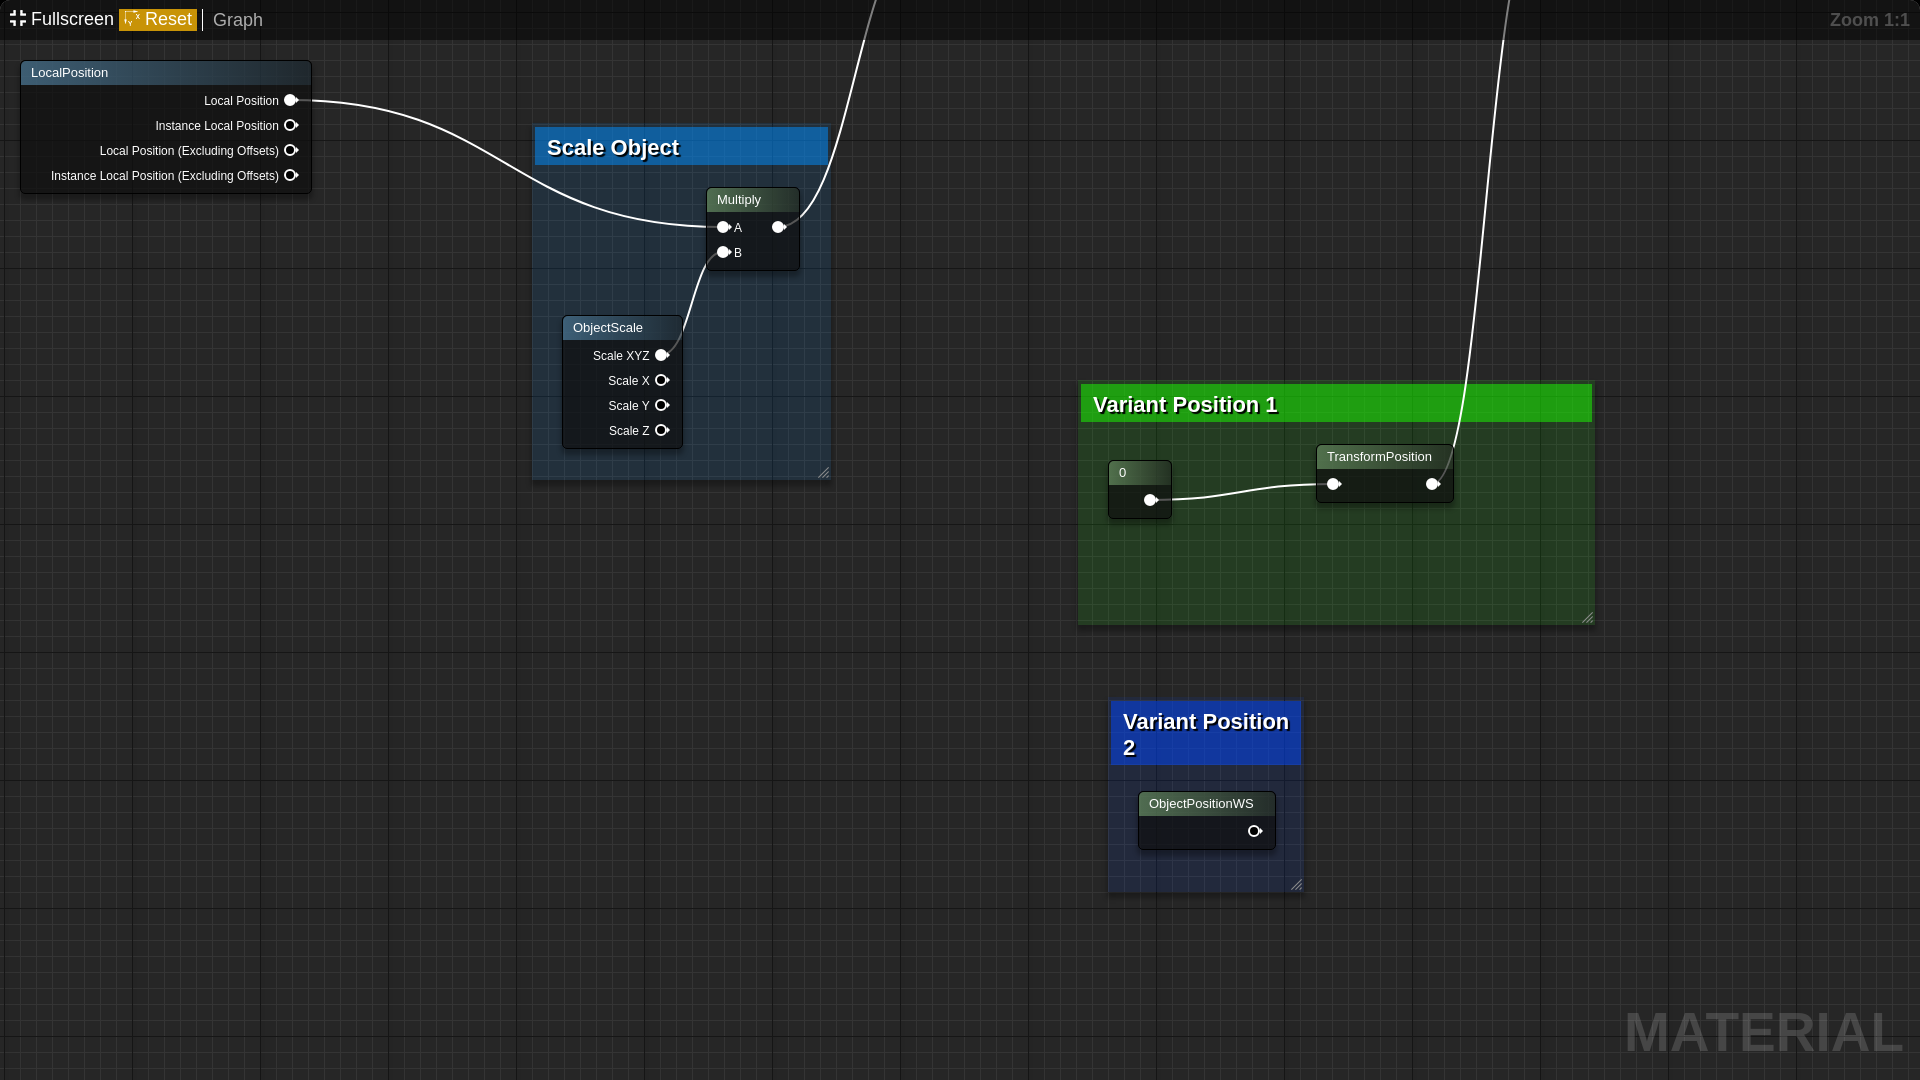 Fullscreen Reset Graph Zoom 1:1
LocalPosition
Local Position
Instance Local Position
Local Position (Excluding Offsets)
Instance Local Position (Excluding Offsets)
Scale Object
Multiply
A
B
ObjectScale
Scale XYZ
Scale X
Scale Y
Scale Z
Variant Position 1
0
TransformPosition
Variant Position
2
ObjectPositionWS
MATERIAL